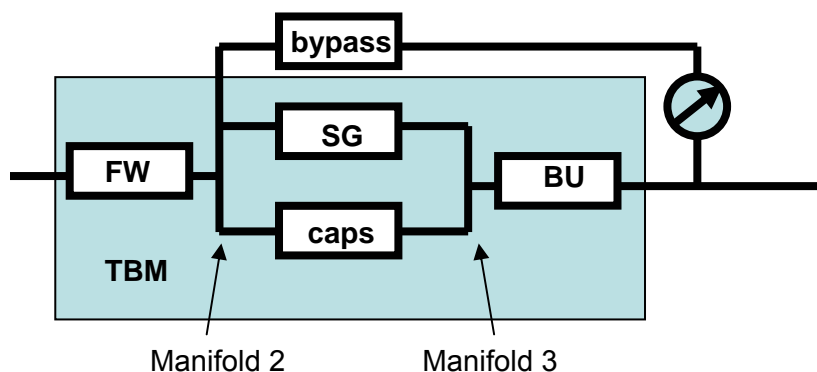 bypass
SG
FW
BU
caps
TBM
Manifold 2
Manifold 3